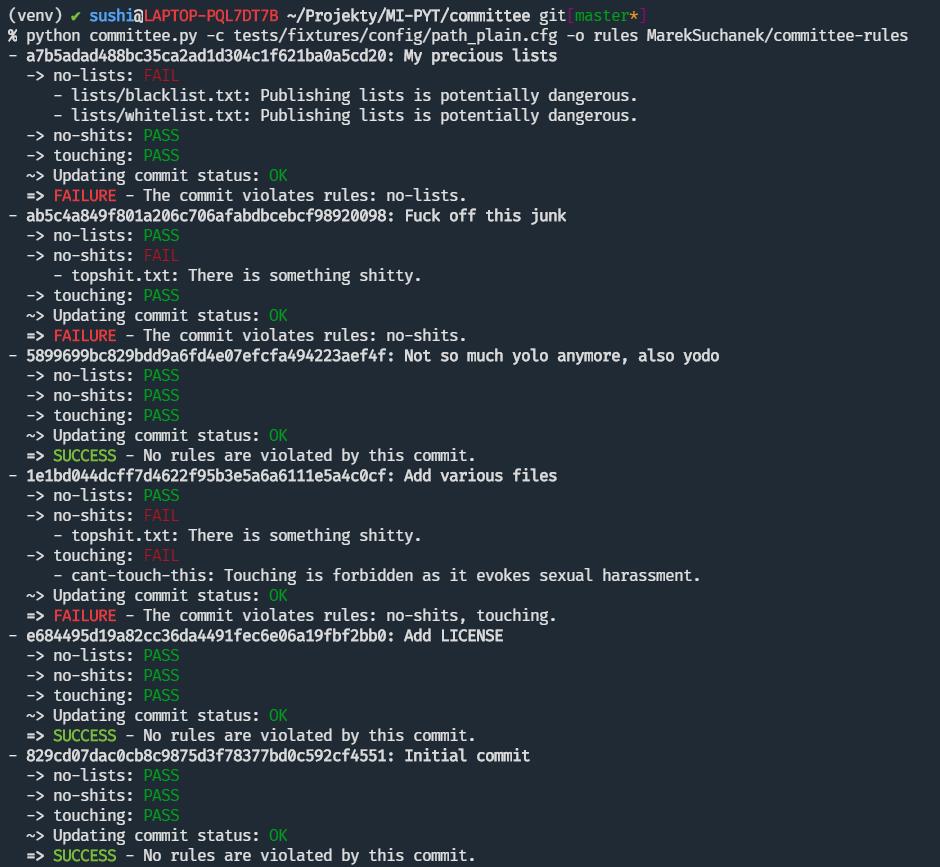 (venv) ✔ sushi@LAPTOP-PQL7DT7B ~/Projekty/MI-PYT/committee git[master*]
% python committee.py -c tests/fixtures/config/path_plain.cfg -o rules MarekSuchanek/committee-rules
- a7b5adad488bc35ca2ad1d304c1f621ba0a5cd20: My precious lists
  -> no-lists: FAIL
     - lists/blacklist.txt: Publishing lists is potentially dangerous.
     - lists/whitelist.txt: Publishing lists is potentially dangerous.
  -> no-shits: PASS
  -> touching: PASS
  ~> Updating commit status: OK
  => FAILURE - The commit violates rules: no-lists.
- ab5c4a849f801a206c706afabdbcebcf98920098: Fuck off this junk
  -> no-lists: PASS
  -> no-shits: FAIL
     - topshit.txt: There is something shitty.
  -> touching: PASS
  ~> Updating commit status: OK
  => FAILURE - The commit violates rules: no-shits.
- 5899699bc829bdd9a6fd4e07efcfa494223aef4f: Not so much yolo anymore, also yodo
  -> no-lists: PASS
  -> no-shits: PASS
  -> touching: PASS
  ~> Updating commit status: OK
  => SUCCESS - No rules are violated by this commit.
- 1e1bd044dcff7d4622f95b3e5a6a6111e5a4c0cf: Add various files
  -> no-lists: PASS
  -> no-shits: FAIL
     - topshit.txt: There is something shitty.
  -> touching: FAIL
     - cant-touch-this: Touching is forbidden as it evokes sexual harassment.
  ~> Updating commit status: OK
  => FAILURE - The commit violates rules: no-shits, touching.
- e684495d19a82cc36da4491fec6e06a19fbf2bb0: Add LICENSE
  -> no-lists: PASS
  -> no-shits: PASS
  -> touching: PASS
  ~> Updating commit status: OK
  => SUCCESS - No rules are violated by this commit.
- 829cd07dac0cb8c9875d3f78377bd0c592cf4551: Initial commit
  -> no-lists: PASS
  -> no-shits: PASS
  -> touching: PASS
  ~> Updating commit status: OK
  => SUCCESS - No rules are violated by this commit.